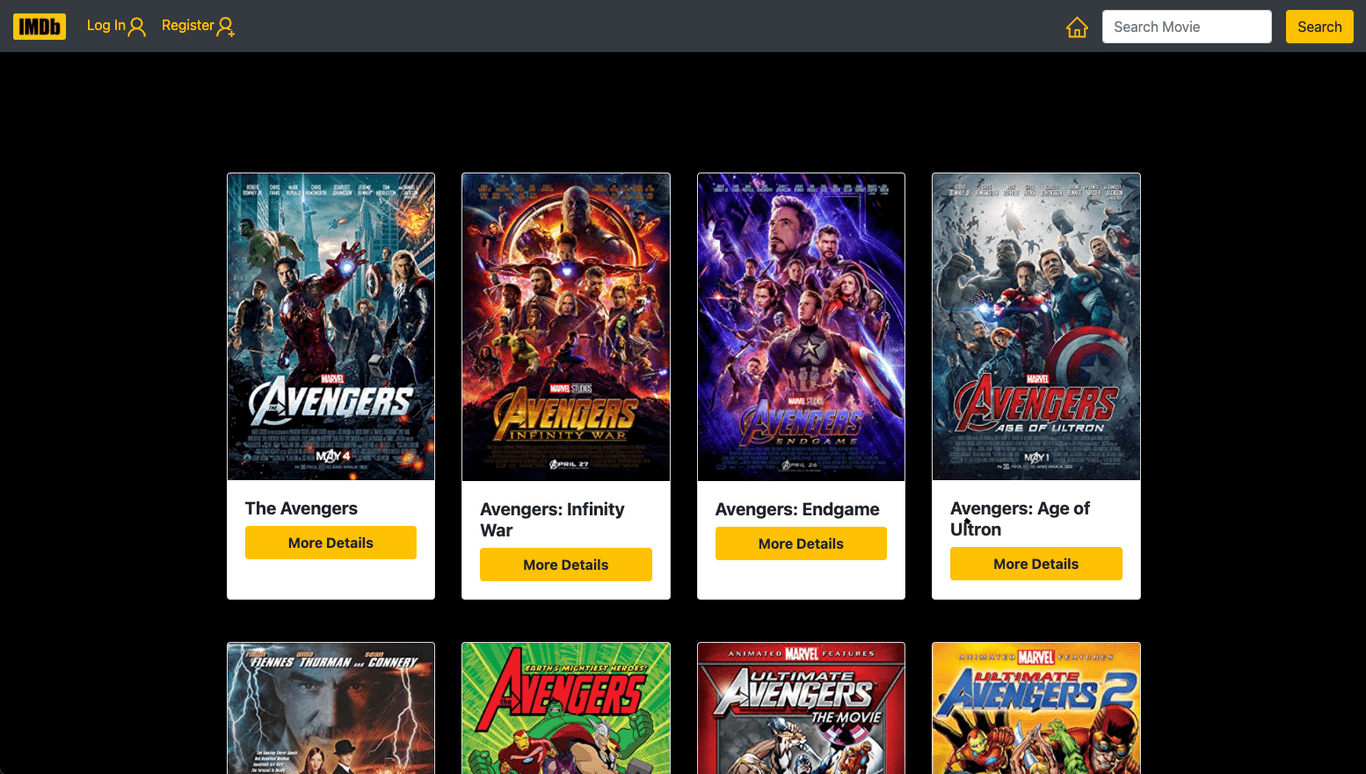 IMDb
Log In
Register
Search Movie
Search
MARVEL
THE AVENGERS
MAY 4
MARVEL STUDIOS
AVENGERS
INFINITY WAR
APRIL 27
MARVEL STUDIOS
AVENGERS
ENDGAME
APRIL 26
MARVEL
AVENGERS
AGE OF ULTRON
MAY 1
The Avengers
More Details
Avengers: Infinity
War
More Details
Avengers: Endgame
More Details
Avengers: Age of
Ultron
More Details
FIENNES THURMAN AND CONNERY
EARTH'S MIGHTIEST HEROES!
AVENGERS
ANIMATED MARVEL FEATURES
ULTIMATE
AVENGERS
THE MOVIE
ANIMATED MARVEL FEATURES
ULTIMATE
AVENGERS 2